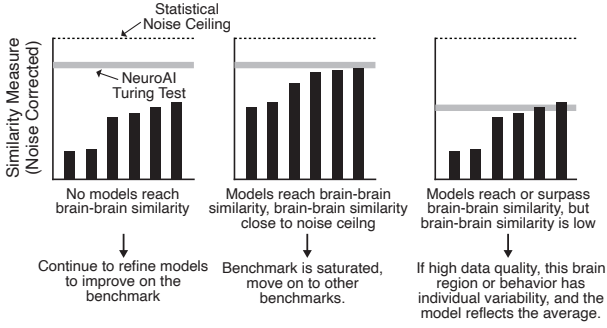 Statistical
Noise Ceiling
NeuroAI
Turing Test
Similarity Measure
(Noise Corrected)
No models reach
brain-brain similarity
Continue to refine models
to improve on the
benchmark
Models reach brain-brain
similarity, brain-brain similarity
close to noise ceilng
Benchmark is saturated,
move on to other
benchmarks.
Models reach or surpass
brain-brain similarity, but
brain-brain similarity is low
If high data quality, this brain
region or behavior has
individual variability, and the
model reflects the average.